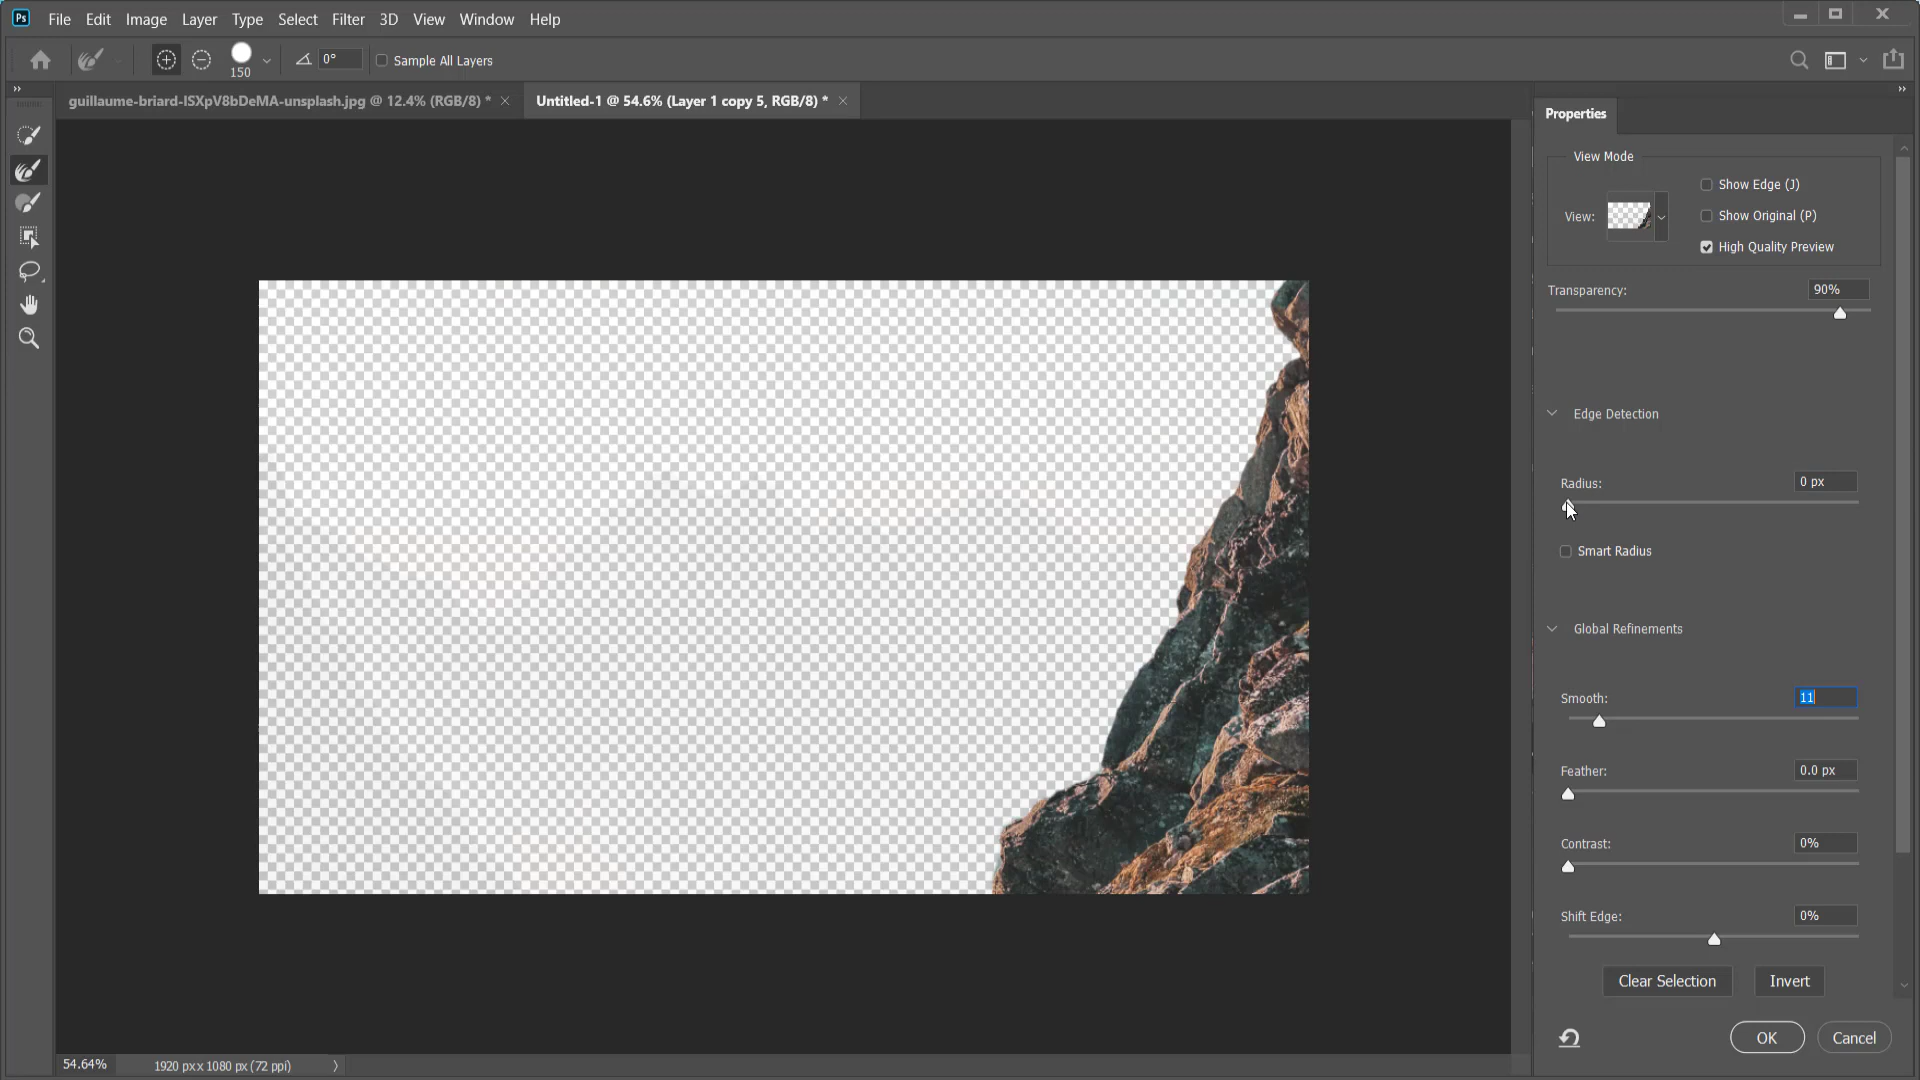 Ps File Edit Image Layer Type Select Filter 3D View Window Help
150 0° Sample All Layers
guillaume-briard-ISXpV8bDeMA-unsplash.jpg @ 12.4% (RGB/8) * Untitled-1 @ 54.6% (Layer 1 copy 5, RGB/8) *
Properties
View Mode
Show Edge (J)
View: Show Original (P)
High Quality Preview
Transparency: 90%
Edge Detection
Radius: 0 px
Smart Radius
Global Refinements
Smooth: 11
Feather: 0.0 px
Contrast: 0%
Shift Edge: 0%
Clear Selection Invert
OK Cancel
54.64% 1920 px x 1080 px (72 ppi)